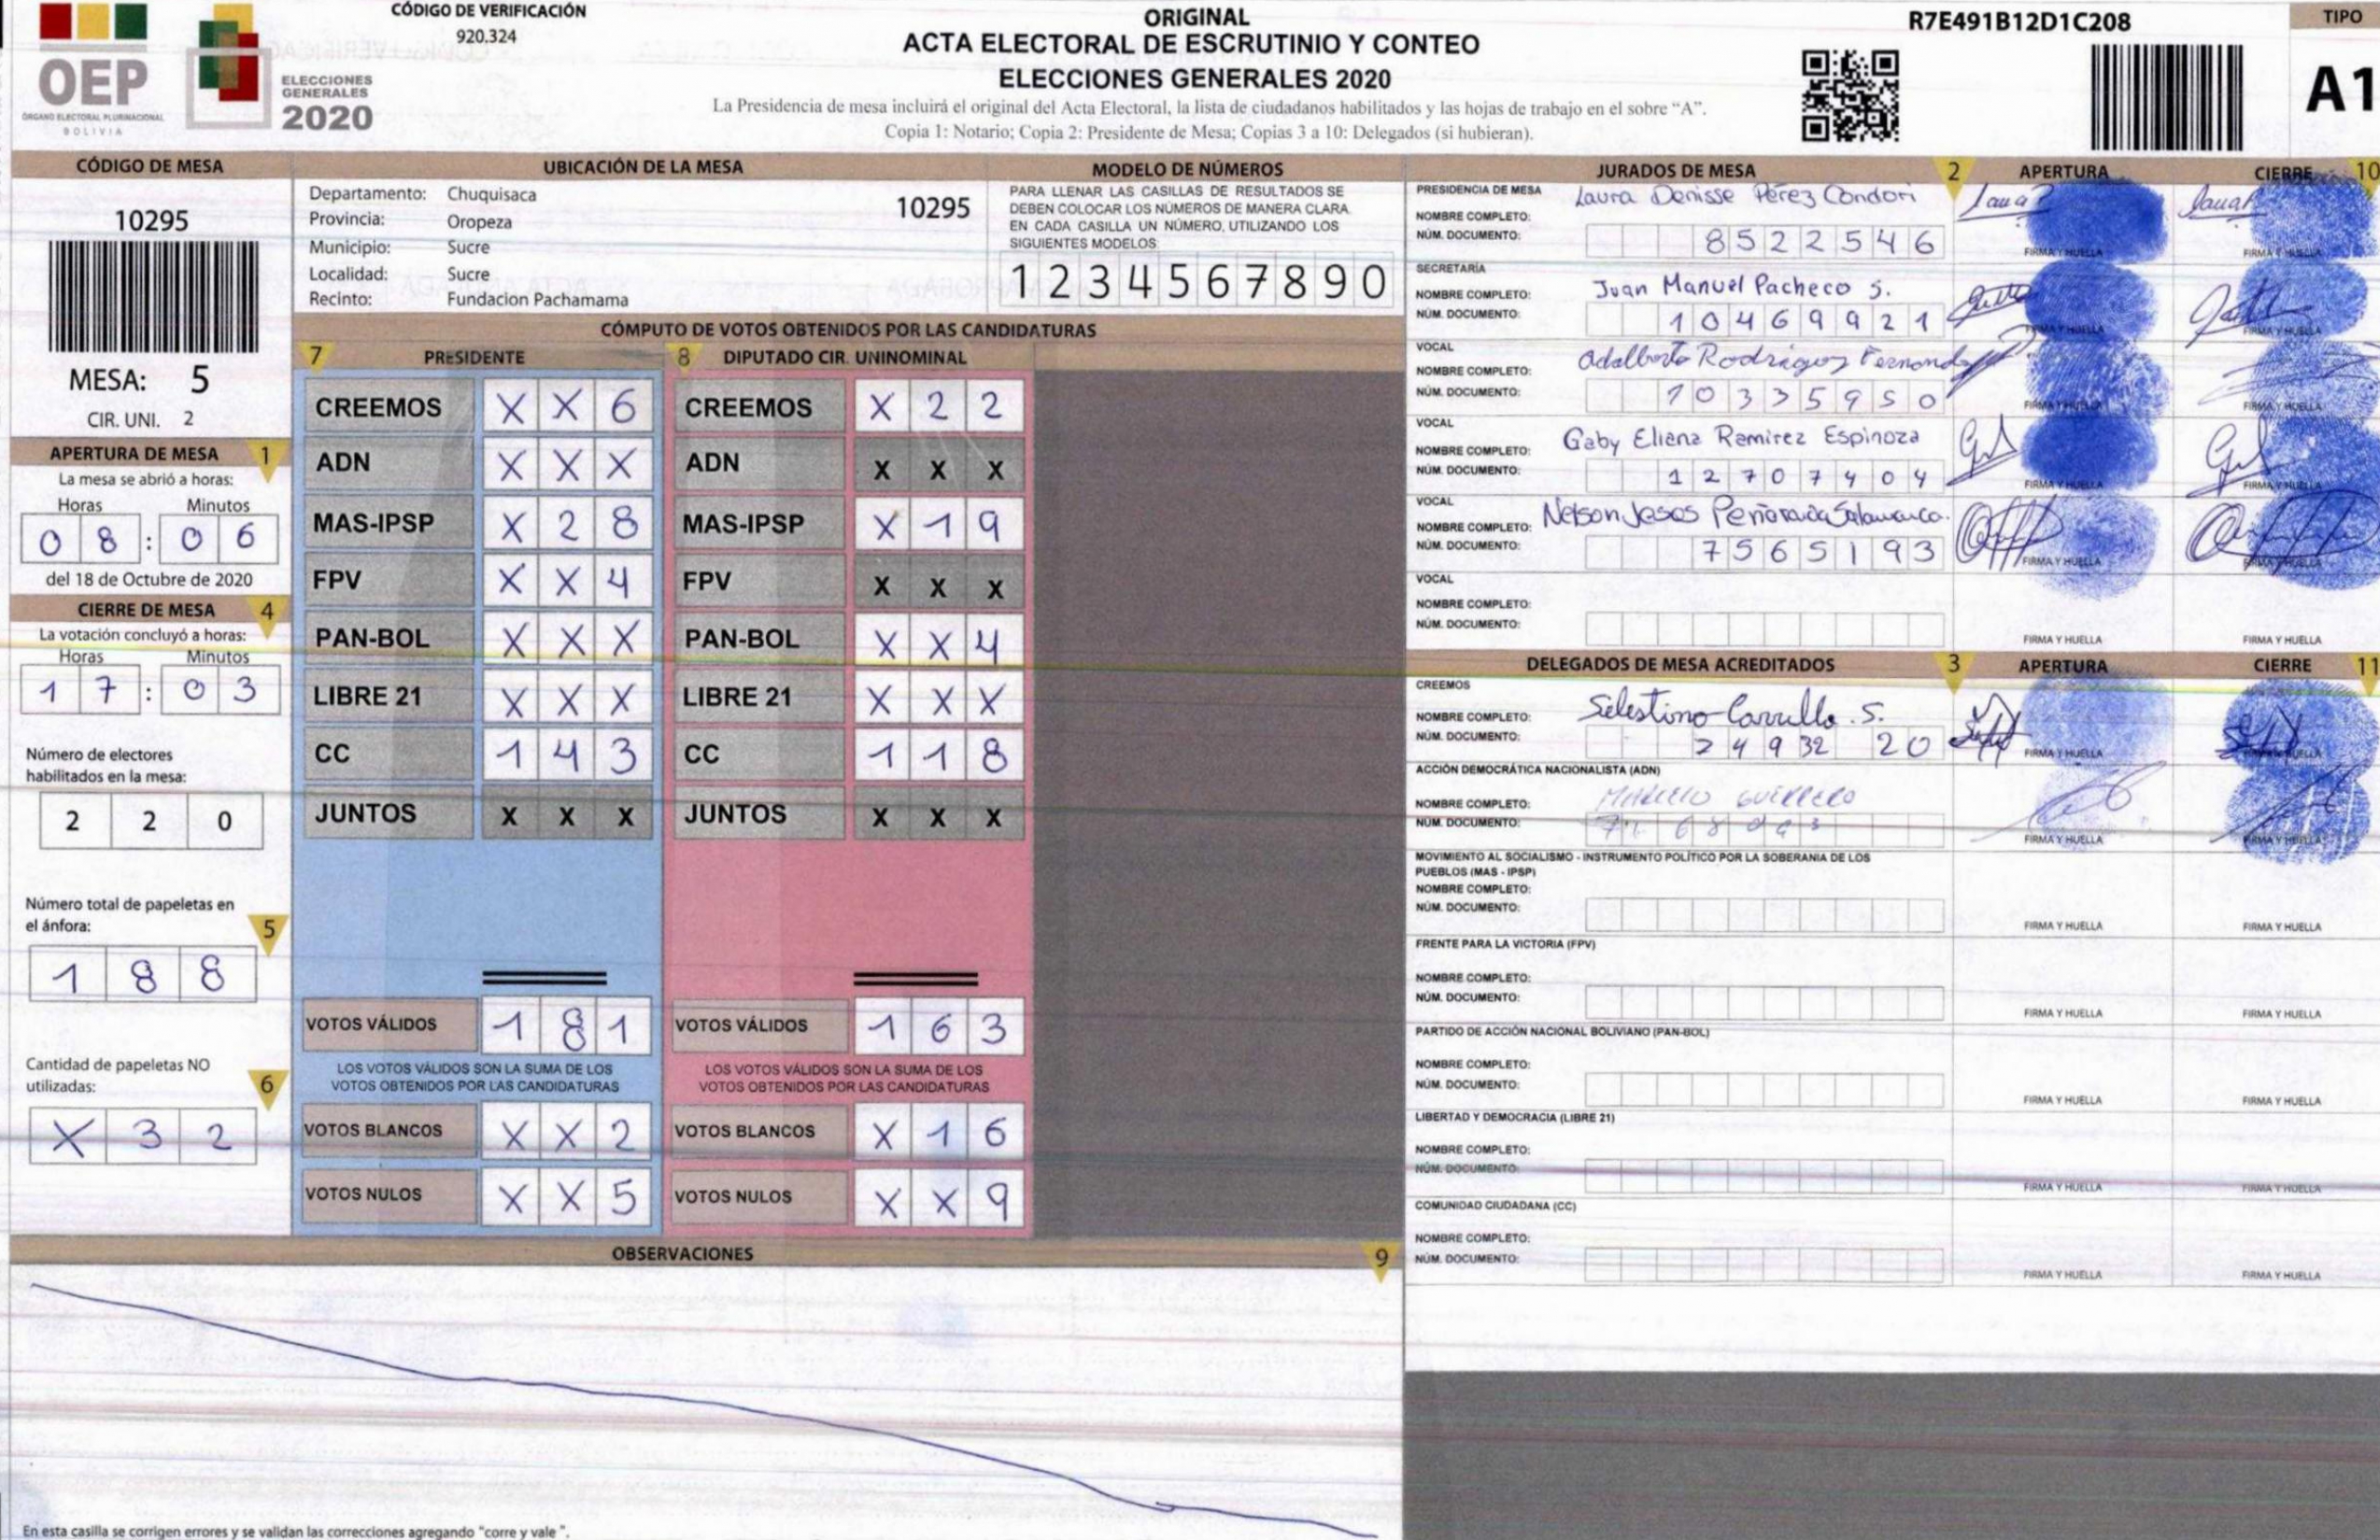 OEP
ÓRGANO ELECTORAL PLURINACIONAL
BOLIVIA
ELECCIONES
GENERALES
2020
CÓDIGO DE VERIFICACIÓN
920.324
ORIGINAL
ACTA ELECTORAL DE ESCRUTINIO Y CONTEO
ELECCIONES GENERALES 2020
La Presidencia de mesa incluirá el original del Acta Electoral, la lista de ciudadanos habilitados y las hojas de trabajo en el sobre “A”.
Copia 1: Notario; Copia 2: Presidente de Mesa; Copias 3 a 10: Delegados (si hubieran).
R7E491B12D1C208
TIPO
A1
CÓDIGO DE MESA
10295
MESA: 5
CIR. UNI. 2
APERTURA DE MESA 1
La mesa se abrió a horas:
Horas Minutos
0 8 : 0 6
del 18 de Octubre de 2020
CIERRE DE MESA 4
La votación concluyó a horas:
Horas Minutos
1 7 : 0 3
Número de electores
habilitados en la mesa:
2 2 0
Número total de papeletas en
el ánfora: 5
1 8 8
Cantidad de papeletas NO
utilizadas: 6
X 3 2
UBICACIÓN DE LA MESA
Departamento: Chuquisaca
Provincia: Oropeza
Municipio: Sucre
Localidad: Sucre
Recinto: Fundacion Pachamama
10295
MODELO DE NÚMEROS
PARA LLENAR LAS CASILLAS DE RESULTADOS SE
DEBEN COLOCAR LOS NÚMEROS DE MANERA CLARA.
EN CADA CASILLA UN NÚMERO, UTILIZANDO LOS
SIGUIENTES MODELOS:
1 2 3 4 5 6 7 8 9 0
CÓMPUTO DE VOTOS OBTENIDOS POR LAS CANDIDATURAS
7 PRESIDENTE
CREEMOS X X 6
ADN X X X
MAS-IPSP X 2 8
FPV X X 4
PAN-BOL X X X
LIBRE 21 X X X
CC 1 4 3
JUNTOS X X X
VOTOS VÁLIDOS 1 8 1
LOS VOTOS VÁLIDOS SON LA SUMA DE LOS
VOTOS OBTENIDOS POR LAS CANDIDATURAS
VOTOS BLANCOS X X 2
VOTOS NULOS X X 5
8 DIPUTADO CIR. UNINOMINAL
CREEMOS X 2 2
ADN X X X
MAS-IPSP X 1 9
FPV X X X
PAN-BOL X X 4
LIBRE 21 X X X
CC 1 1 8
JUNTOS X X X
VOTOS VÁLIDOS 1 6 3
LOS VOTOS VÁLIDOS SON LA SUMA DE LOS
VOTOS OBTENIDOS POR LAS CANDIDATURAS
VOTOS BLANCOS X 1 6
VOTOS NULOS X X 9
OBSERVACIONES 9
En esta casilla se corrigen errores y se validan las correcciones agregando "corre y vale ".
JURADOS DE MESA 2 APERTURA CIERRE 10
PRESIDENCIA DE MESA
NOMBRE COMPLETO: Laura Denisse Pérez Condori
NÚM. DOCUMENTO: 8 5 2 2 5 4 6
FIRMA Y HUELLA FIRMA Y HUELLA
SECRETARÍA
NOMBRE COMPLETO: Juan Manuel Pacheco S.
NÚM. DOCUMENTO: 1 0 4 6 9 9 2 1
FIRMA Y HUELLA FIRMA Y HUELLA
VOCAL
NOMBRE COMPLETO: Adalberto Rodríguez
NÚM. DOCUMENTO: 1 0 3 3 5 9 5 0
FIRMA Y HUELLA FIRMA Y HUELLA
VOCAL
NOMBRE COMPLETO: Gaby Eliana Ramirez Espinoza
NÚM. DOCUMENTO: 1 2 7 0 7 4 0 4
FIRMA Y HUELLA FIRMA Y HUELLA
VOCAL
NOMBRE COMPLETO: Nelson Jesus Peñaranda Salamanca.
NÚM. DOCUMENTO: 7 5 6 5 1 9 3
FIRMA Y HUELLA FIRMA Y HUELLA
VOCAL
NOMBRE COMPLETO:
NÚM. DOCUMENTO:
FIRMA Y HUELLA FIRMA Y HUELLA
DELEGADOS DE MESA ACREDITADOS 3 APERTURA CIERRE 11
CREEMOS
NOMBRE COMPLETO: Selestino Carrillo S.
NÚM. DOCUMENTO: 2 4 9 3 2 2 0
FIRMA Y HUELLA FIRMA Y HUELLA
ACCIÓN DEMOCRÁTICA NACIONALISTA (ADN)
NOMBRE COMPLETO: GUERRERO
NÚM. DOCUMENTO:
FIRMA Y HUELLA FIRMA Y HUELLA
MOVIMIENTO AL SOCIALISMO - INSTRUMENTO POLÍTICO POR LA SOBERANIA DE LOS
PUEBLOS (MAS - IPSP)
NOMBRE COMPLETO:
NÚM. DOCUMENTO:
FIRMA Y HUELLA FIRMA Y HUELLA
FRENTE PARA LA VICTORIA (FPV)
NOMBRE COMPLETO:
NÚM. DOCUMENTO:
FIRMA Y HUELLA FIRMA Y HUELLA
PARTIDO DE ACCIÓN NACIONAL BOLIVIANO (PAN-BOL)
NOMBRE COMPLETO:
NÚM. DOCUMENTO:
FIRMA Y HUELLA FIRMA Y HUELLA
LIBERTAD Y DEMOCRACIA (LIBRE 21)
NOMBRE COMPLETO:
NÚM. DOCUMENTO:
FIRMA Y HUELLA FIRMA Y HUELLA
COMUNIDAD CIUDADANA (CC)
NOMBRE COMPLETO:
NÚM. DOCUMENTO:
FIRMA Y HUELLA FIRMA Y HUELLA